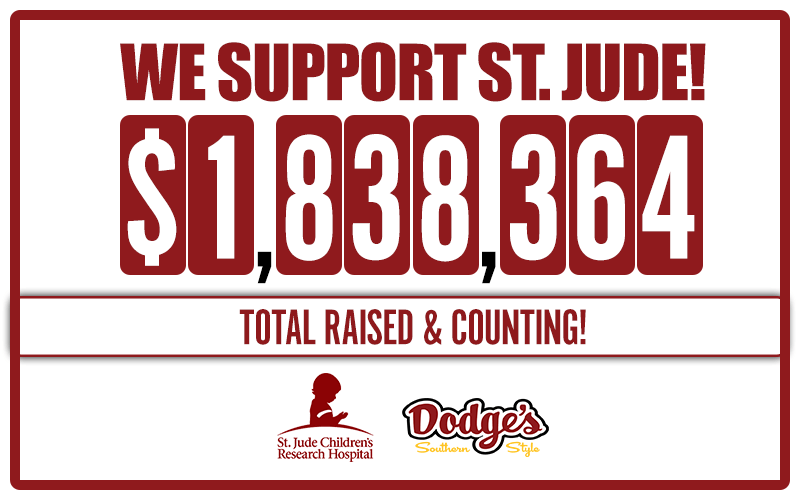 WE SUPPORT ST. JUDE!
$1,838,364
TOTAL RAISED & COUNTING!
St. Jude Children's
Research Hospital
Dodge's
Southern Style